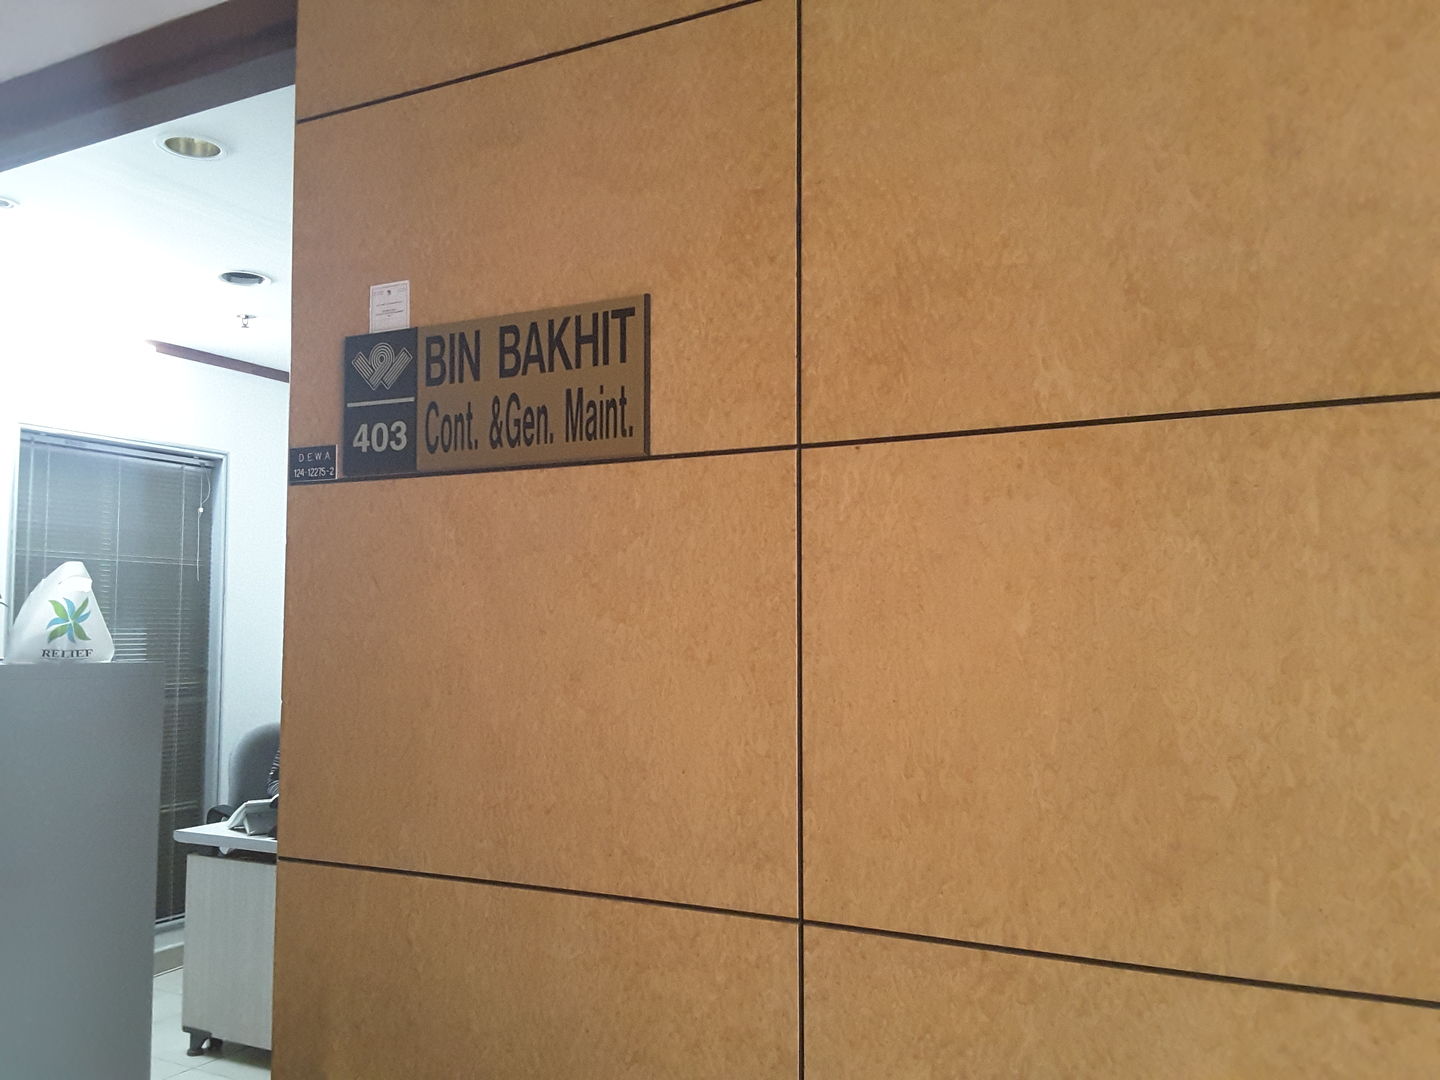 BIN BAKHIT
Cont. &Gen. Maint.
403
DEWA
124-12275-2
RELIEF